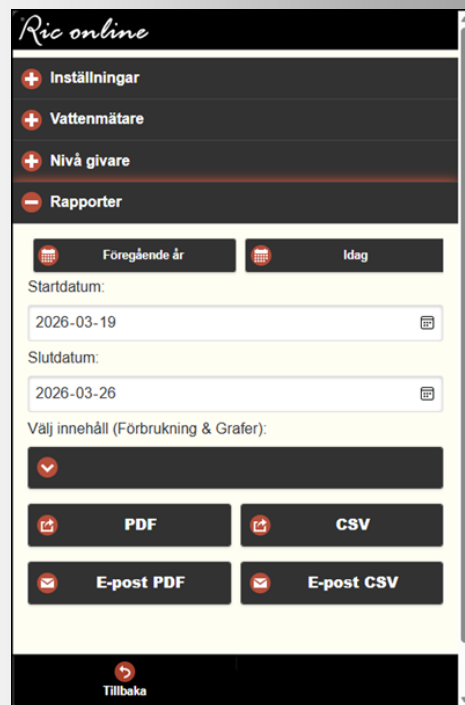 Ric online
Inställningar
Vattenmätare
Nivå givare
Rapporter
Föregående år Idag
Startdatum:
2026-03-19
Slutdatum:
2026-03-26
Välj innehåll (Förbrukning & Grafer):
PDF CSV
E-post PDF E-post CSV
Tillbaka